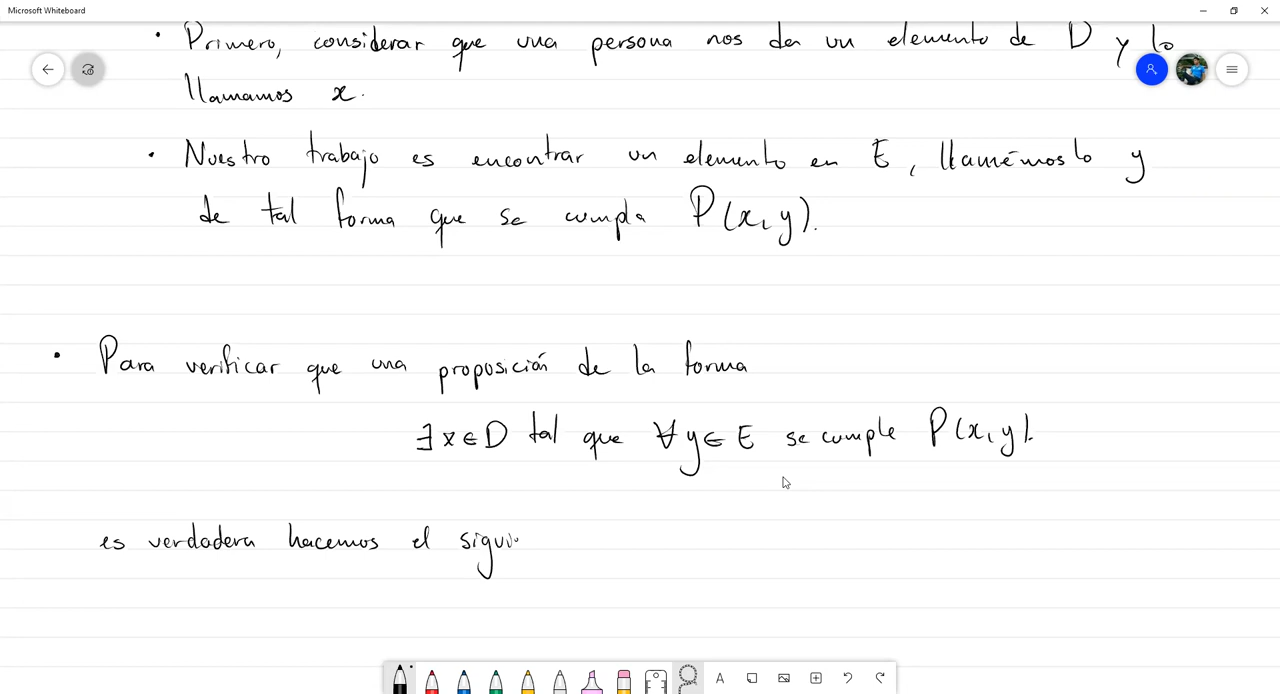 Microsoft Whiteboard
• Primero, considerar que una persona nos da un elemento de D y lo
llamamos x.
• Nuestro trabajo es encontrar un elemento en E, llamémoslo y
de tal forma que se cumpla P(x,y).
• Para verificar que una proposición de la forma
∃ x ∈ D tal que ∀ y ∈ E se cumple P(x,y).
es verdadera hacemos el sigui
A